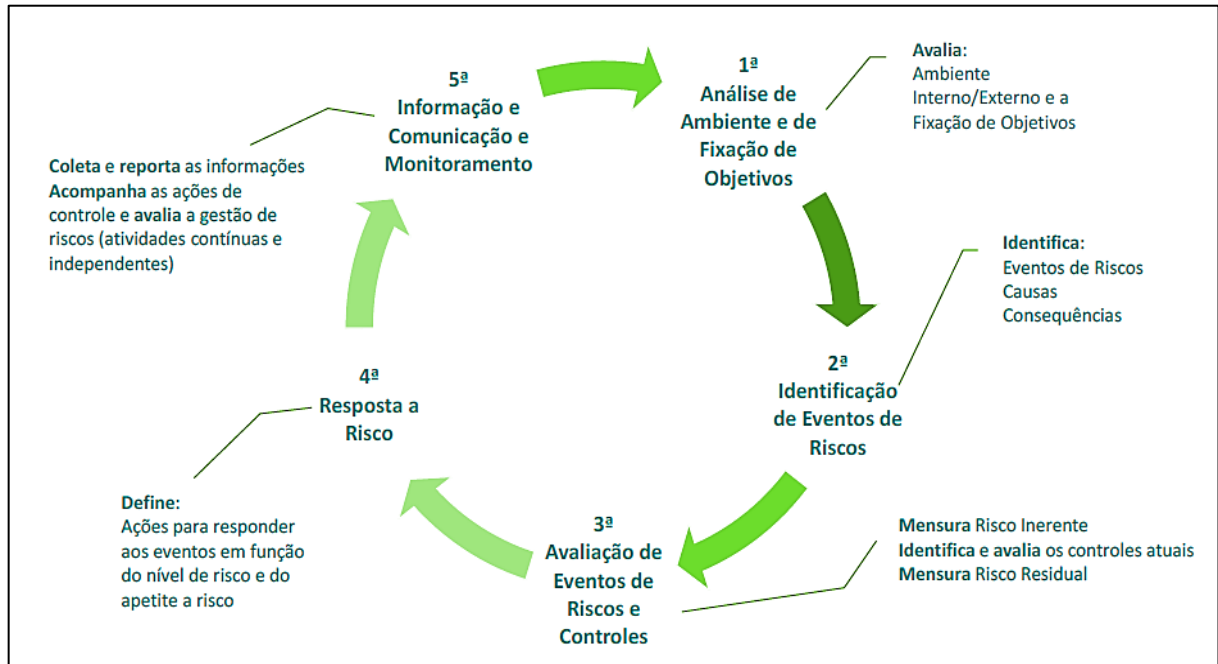 1ª
Análise de
Ambiente e de
Fixação de
Objetivos
Avalia:
Ambiente
Interno/Externo e a
Fixação de Objetivos
2ª
Identificação
de Eventos de
Riscos
Identifica:
Eventos de Riscos
Causas
Consequências
3ª
Avaliação de
Eventos de
Riscos e
Controles
Mensura Risco Inerente
Identifica e avalia os controles atuais
Mensura Risco Residual
4ª
Resposta a
Risco
Define:
Ações para responder
aos eventos em função
do nível de risco e do
apetite a risco
5ª
Informação e
Comunicação e
Monitoramento
Coleta e reporta as informações
Acompanha as ações de
controle e avalia a gestão de
riscos (atividades contínuas e
independentes)